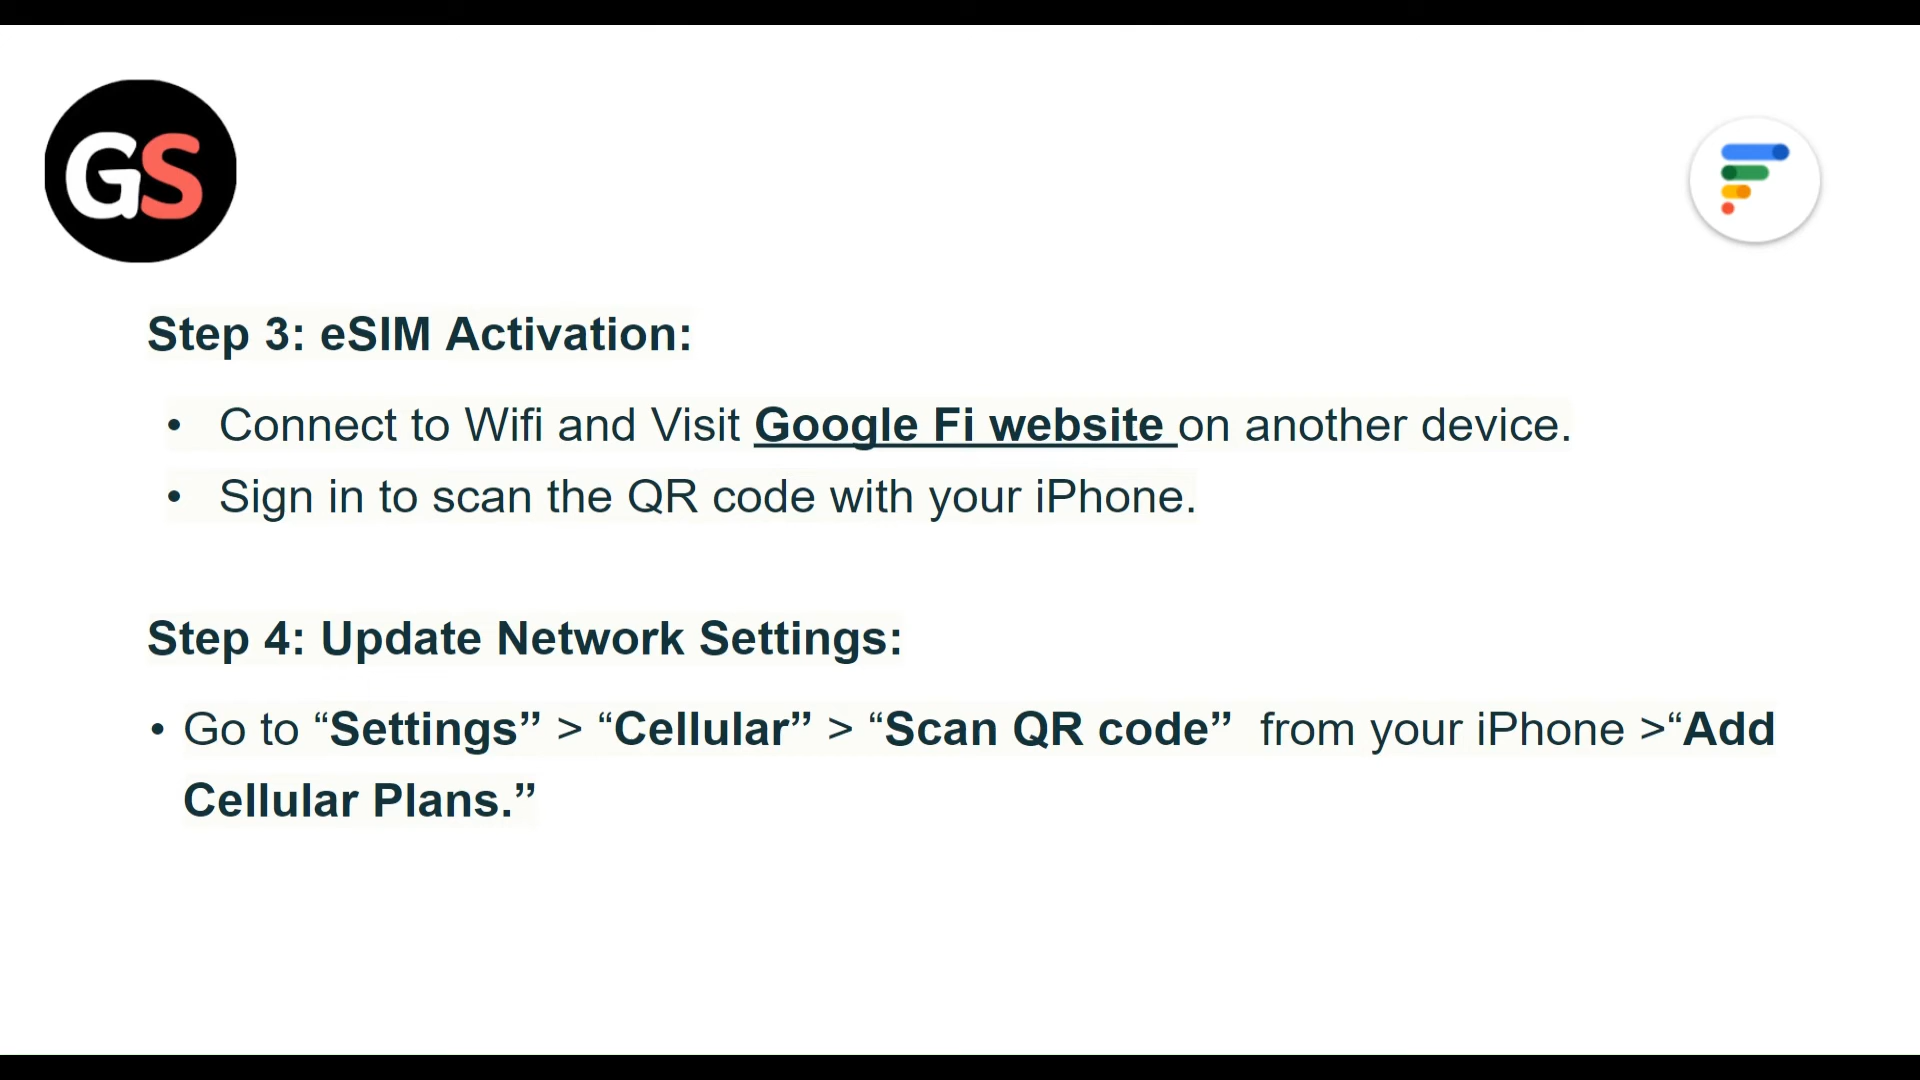 GS
Step 3: eSIM Activation:
• Connect to Wifi and Visit Google Fi website on another device.
• Sign in to scan the QR code with your iPhone.
Step 4: Update Network Settings:
• Go to “Settings” > “Cellular” > “Scan QR code”  from your iPhone >“Add
Cellular Plans.”